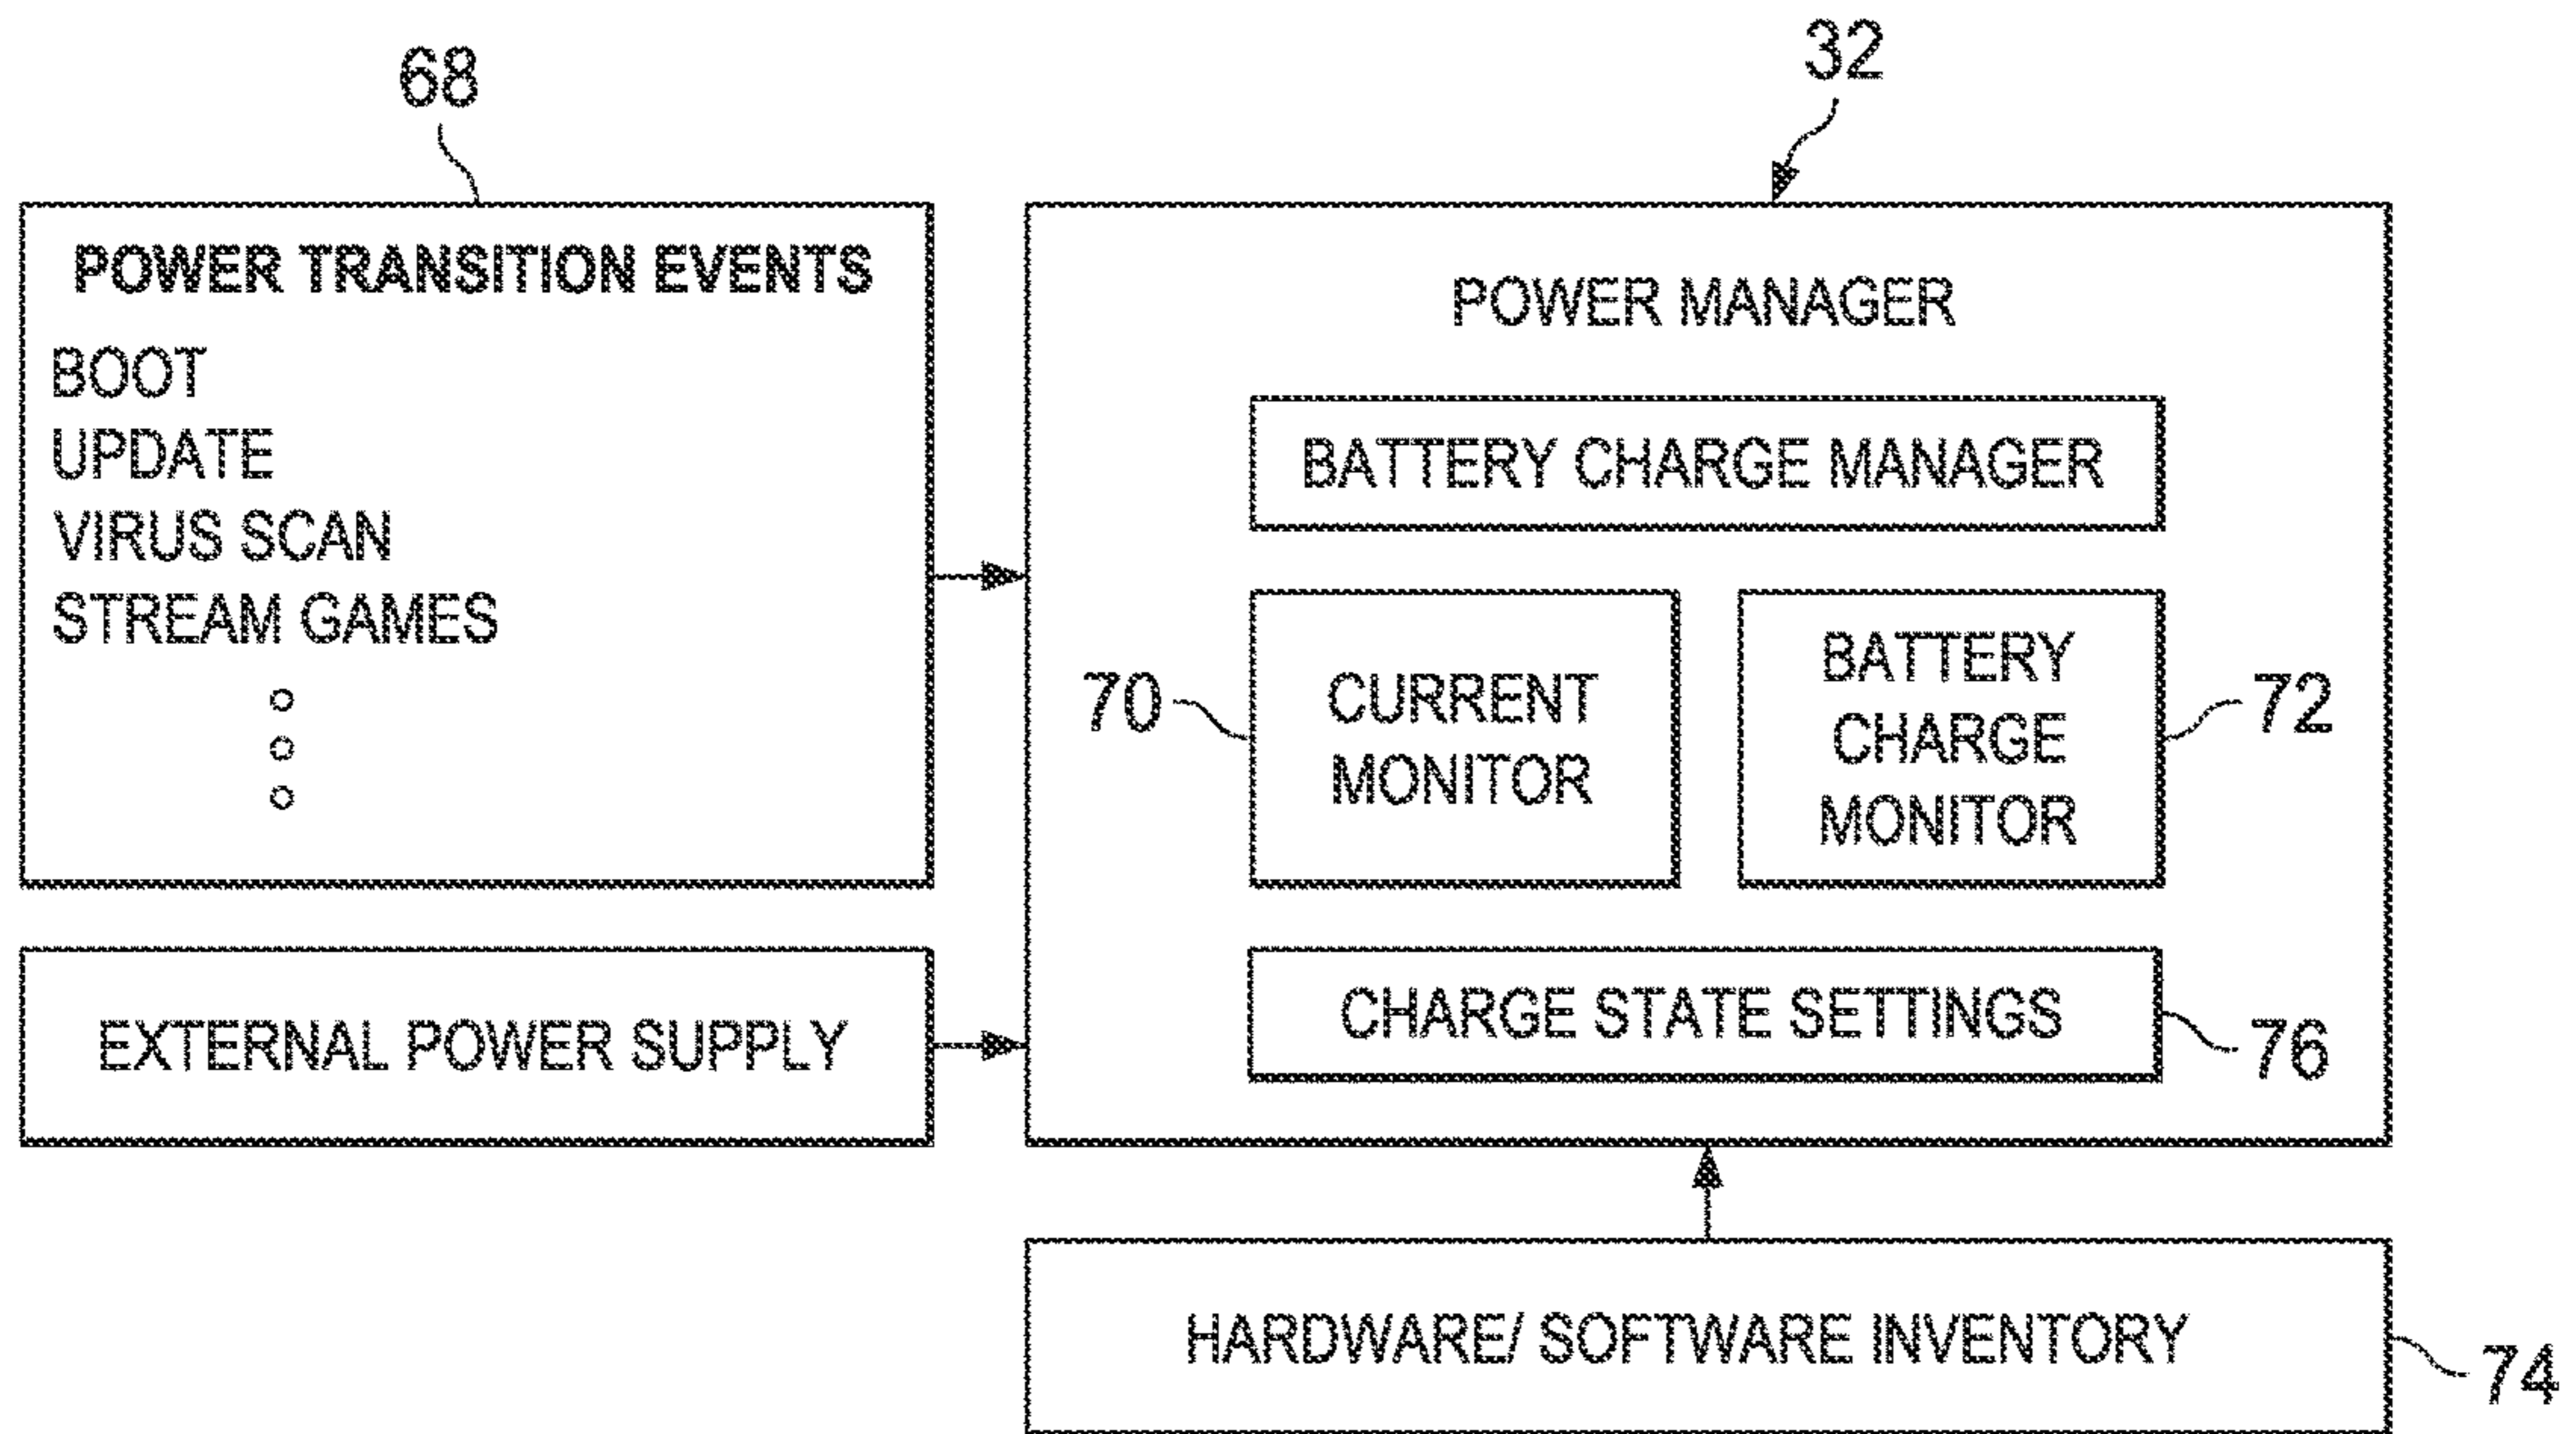 68
32
POWER TRANSITION EVENTS
BOOT
UPDATE
VIRUS SCAN
STREAM GAMES
EXTERNAL POWER SUPPLY
POWER MANAGER
BATTERY CHARGE MANAGER
70
CURRENT
MONITOR
BATTERY
CHARGE
MONITOR
72
CHARGE STATE SETTINGS
76
HARDWARE/ SOFTWARE INVENTORY
74